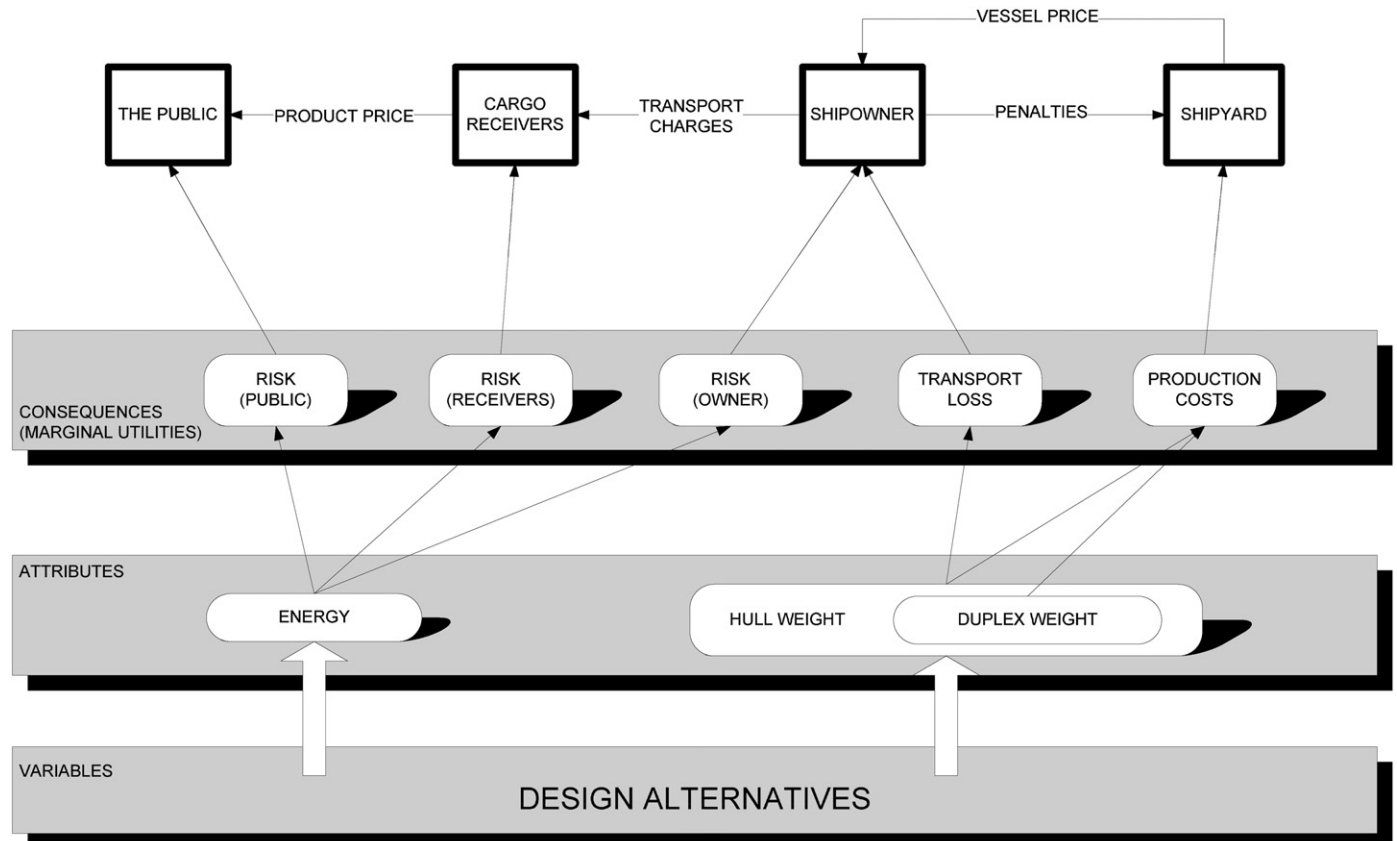 VESSEL PRICE
THE PUBLIC
PRODUCT PRICE
CARGO
RECEIVERS
TRANSPORT
CHARGES
SHIPOWNER
PENALTIES
SHIPYARD
RISK
(PUBLIC)
RISK
(RECEIVERS)
RISK
(OWNER)
TRANSPORT
LOSS
PRODUCTION
COSTS
CONSEQUENCES
(MARGINAL UTILITIES)
ATTRIBUTES
ENERGY
HULL WEIGHT
DUPLEX WEIGHT
VARIABLES
DESIGN ALTERNATIVES